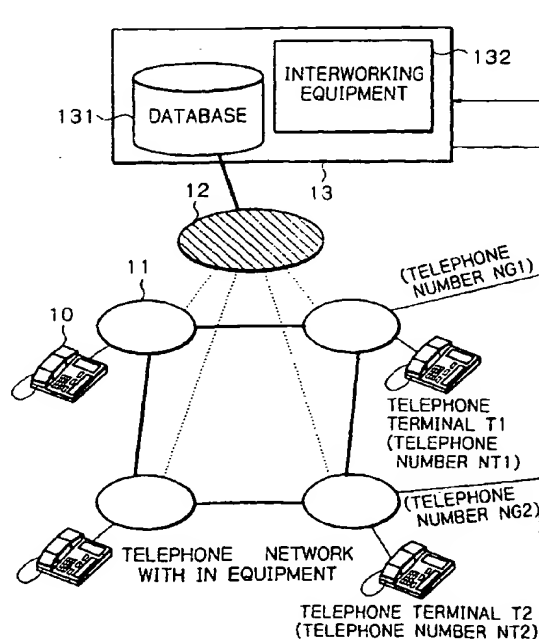 132
INTERWORKING
EQUIPMENT
131
DATABASE
13
12
11
(TELEPHONE
NUMBER NG1)
10
TELEPHONE
TERMINAL T1
(TELEPHONE
NUMBER NT1)
(TELEPHONE
NUMBER NG2)
TELEPHONE NETWORK
WITH IN EQUIPMENT
TELEPHONE TERMINAL T2
(TELEPHONE NUMBER NT2)